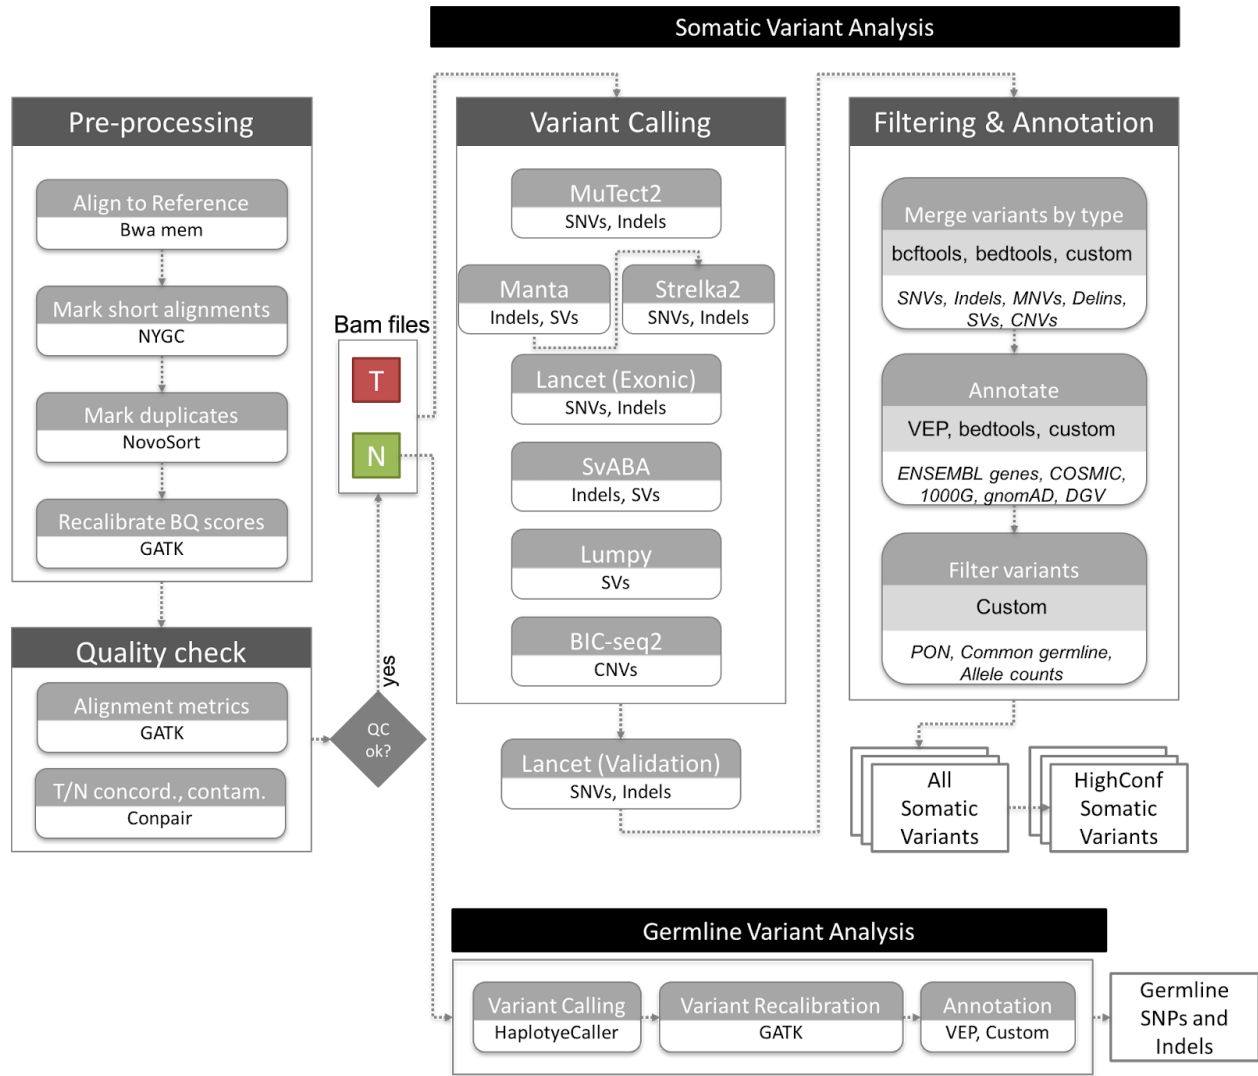 Somatic Variant Analysis
Pre-processing
Align to Reference
Bwa mem
Mark short alignments
NYGC
Mark duplicates
NovoSort
Recalibrate BQ scores
GATK
Quality check
Alignment metrics
GATK
T/N concord., contam.
Conpair
QC
ok?
yes
Bam files
T
N
Variant Calling
MuTect2
SNVs, Indels
Manta
Indels, SVs
Strelka2
SNVs, Indels
Lancet (Exonic)
SNVs, Indels
SvABA
Indels, SVs
Lumpy
SVs
BIC-seq2
CNVs
Lancet (Validation)
SNVs, Indels
Filtering & Annotation
Merge variants by type
bcftools, bedtools, custom
SNVs, Indels, MNVs, Delins,
SVs, CNVs
Annotate
VEP, bedtools, custom
ENSEMBL genes, COSMIC,
1000G, gnomAD, DGV
Filter variants
Custom
PON, Common germline,
Allele counts
All
Somatic
Variants
HighConf
Somatic
Variants
Germline Variant Analysis
Variant Calling
HaplotyeCaller
Variant Recalibration
GATK
Annotation
VEP, Custom
Germline
SNPs and
Indels